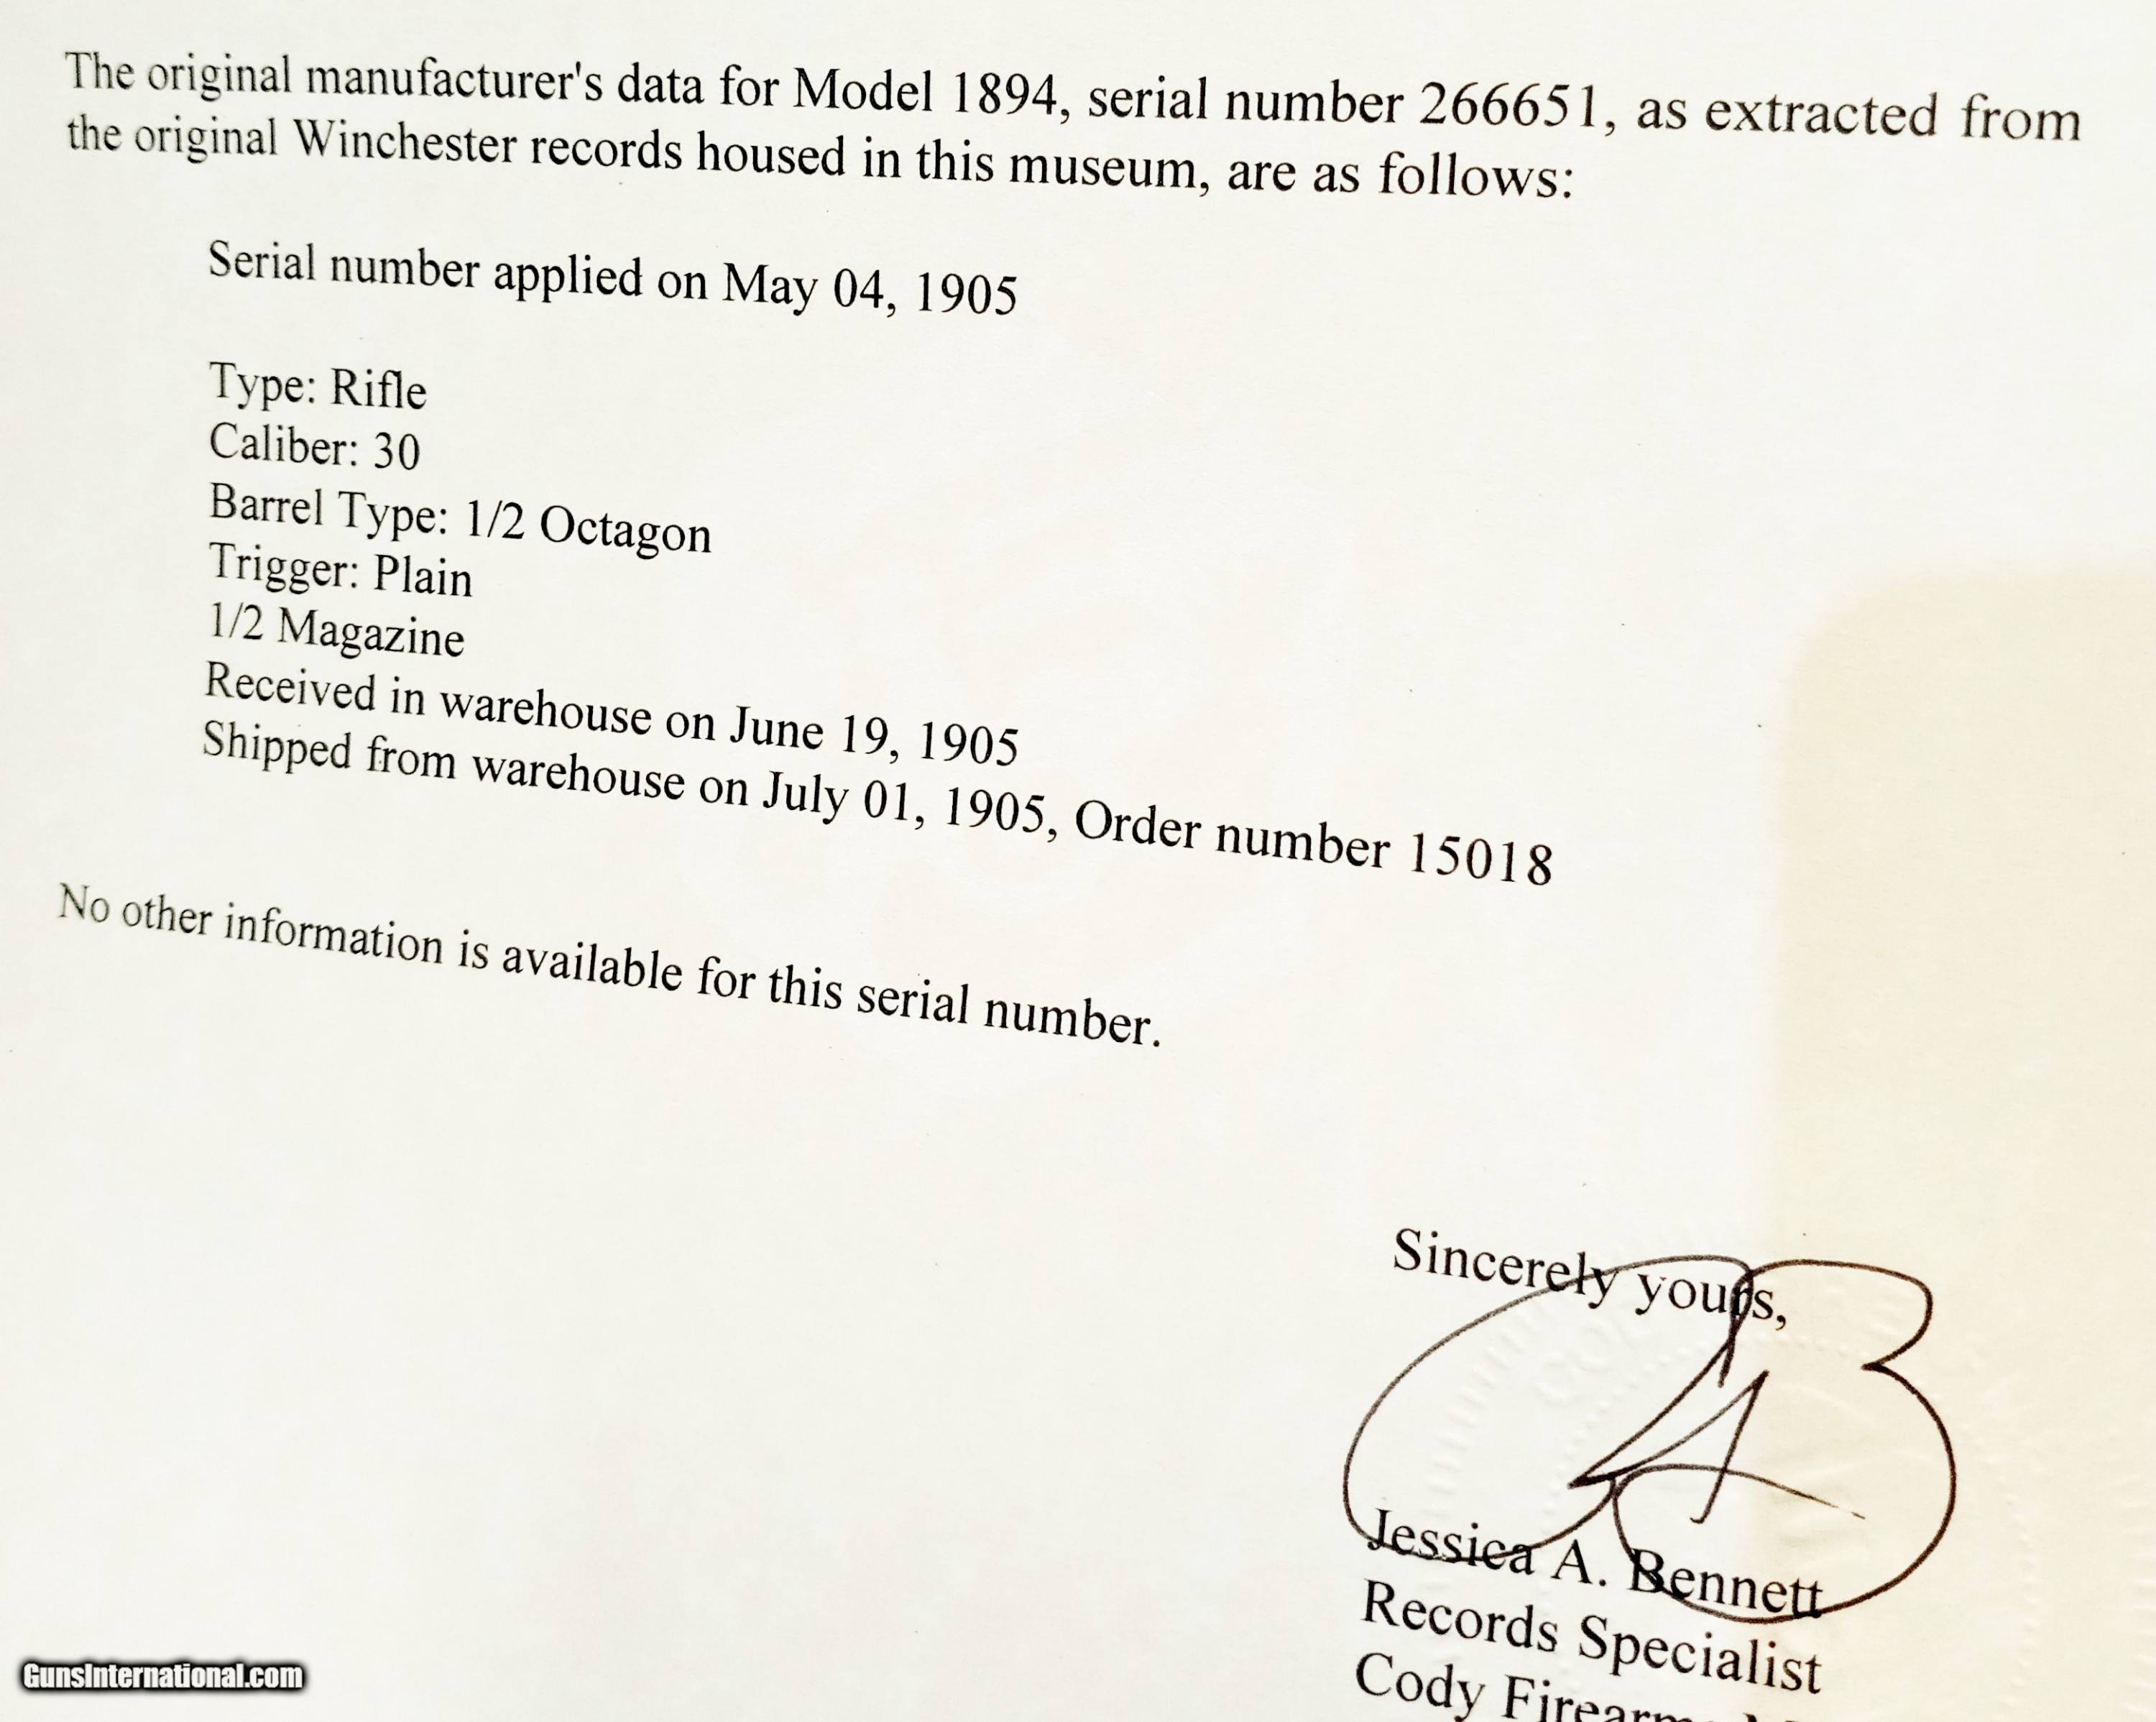 The original manufacturer's data for Model 1894, serial number 266651, as extracted from
the original Winchester records housed in this museum, are as follows:
Serial number applied on May 04, 1905
Type: Rifle
Caliber: 30
Barrel Type: 1/2 Octagon
Trigger: Plain
1/2 Magazine
Received in warehouse on June 19, 1905
Shipped from warehouse on July 01, 1905, Order number 15018
No other information is available for this serial number.
Sincerely yours,
Jessica A. Bennett
Records Specialist
Cody
GunsInternational.com